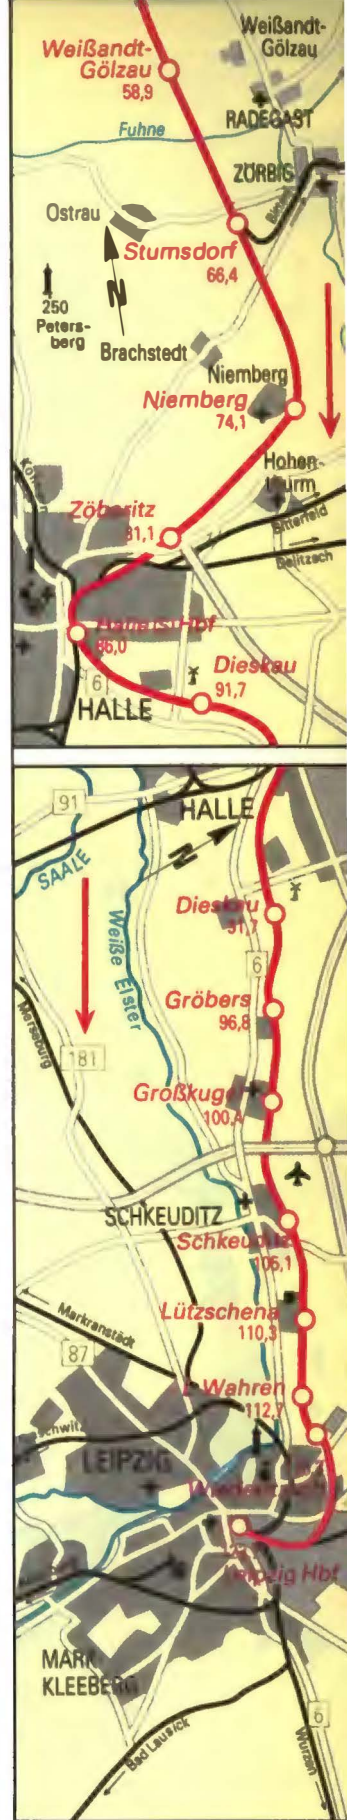 Weißandt-
Gölzau
58,9
Weißandt-
Gölzau
RADEGAST
Fuhne
ZÖRBIG
Ostrau
Stumsdorf
66,4
N
250
Peters-
berg
Brachstedt
Niemberg
Niemberg
74,1
Hohen-
thurm
Zöberitz
81,1
Bitterfeld
Delitzsch
Halle(S)Hbf
86,0
Dieskau
91,7
6
HALLE
91
HALLE
SAALE
N
Weiße Elster
Dieskau
91,7
6
Gröbers
96,8
Merseburg
181
Großkugel
100,4
SCHKEUDITZ
Schkeuditz
105,1
Lützschena
110,3
Markranstädt
87
Wahren
112,7
LEIPZIG
Leipzig Hbf
MARK-
KLEEBERG
6
Bad Lausick
Wurzen